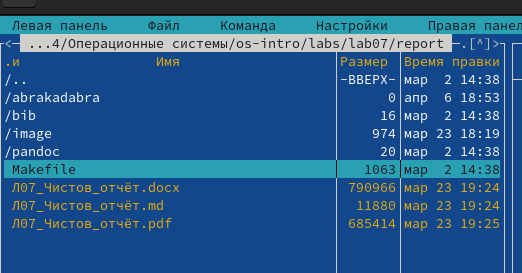 Левая панель Файл Команда Настройки Правая панел
<— ...4/Операционные системы/os-intro/labs/lab07/report —.[^]>
.и Имя Размер Время правки
/.. -ВВЕРХ- мар 2 14:38
/abrakadabra 0 апр 6 18:53
/bib 16 мар 2 14:38
/image 974 мар 23 18:19
/pandoc 20 мар 2 14:38
Makefile 1063 мар 2 14:38
Л07_Чистов_отчёт.docx 790966 мар 23 19:24
Л07_Чистов_отчёт.md 11880 мар 23 19:24
Л07_Чистов_отчёт.pdf 685414 мар 23 19:25